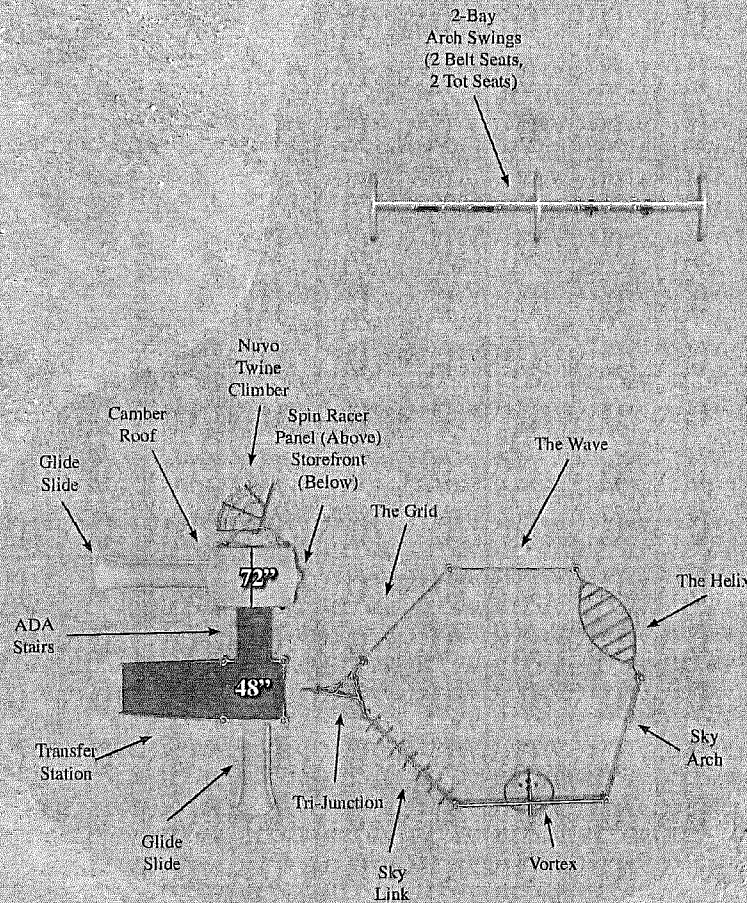 2-Bay
Arch Swings
(2 Belt Seats,
2 Tot Seats)
Nuvo
Twine
Climber
Camber
Roof
Spin Racer
Panel (Above)
Storefront
(Below)
The Wave
Glide
Slide
The Grid
72”
The Helix
ADA
Stairs
48”
Transfer
Station
Sky
Arch
Tri-Junction
Glide
Slide
Vortex
Sky
Link